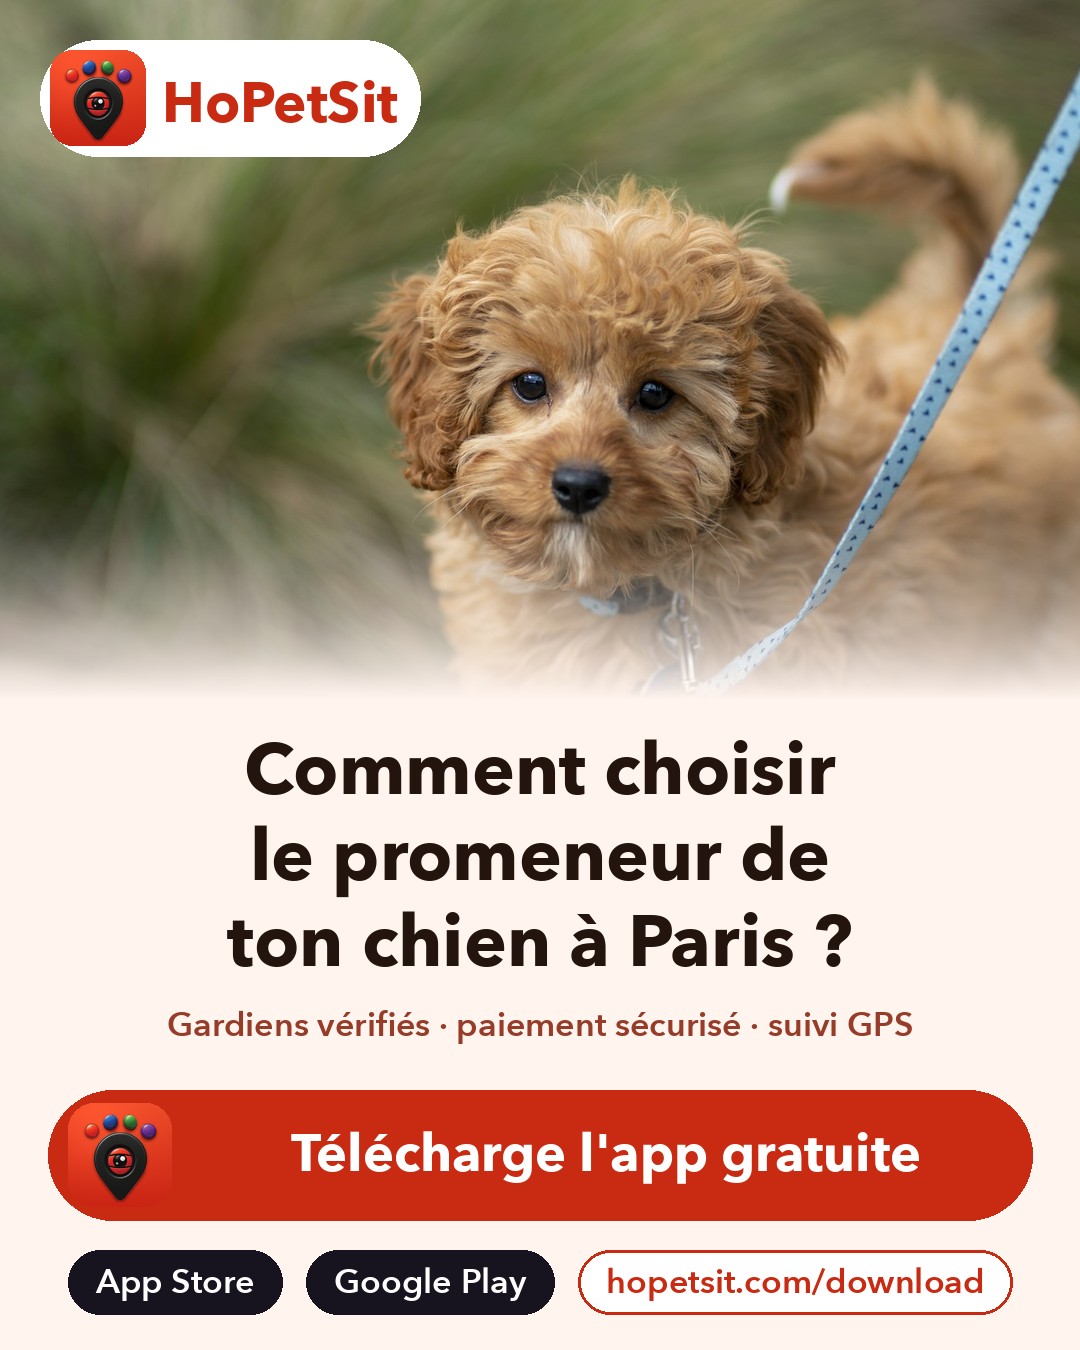 HoPetSit
Comment choisir
le promeneur de
ton chien à Paris ?
Gardiens vérifiés · paiement sécurisé · suivi GPS
Télécharge l'app gratuite
App Store
Google Play
hopetsit.com/download